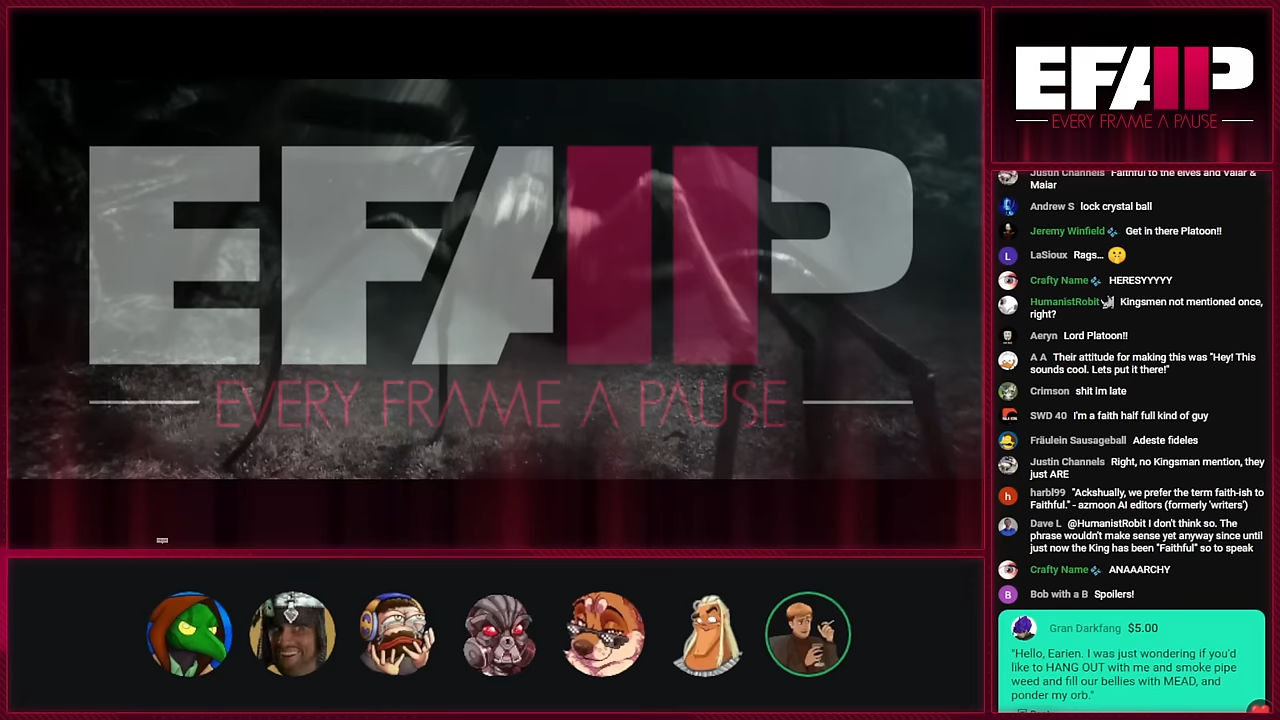 EFAP
EVERY FRAME A PAUSE
EFAP
EVERY FRAME A PAUSE
Justin Channels Faithful to the elves and Valar &
Maiar
Andrew S lock crystal ball
Jeremy Winfield Get in there Platoon!!
L LaSioux Rags...
Crafty Name HERESYYYYY
HumanistRobit Kingsmen not mentioned once,
right?
Aeryn Lord Platoon!!
A A Their attitude for making this was "Hey! This
sounds cool. Lets put it there!"
Crimson shit im late
SWD 40 I'm a faith half full kind of guy
Fräulein Sausageball Adeste fideles
Justin Channels Right, no Kingsman mention, they
just ARE
h harbl99 "Ackshually, we prefer the term faith-ish to
Faithful." - azmoon AI editors (formerly 'writers')
Dave L @HumanistRobit I don't think so. The
phrase wouldn't make sense yet anyway since until
just now the King has been "Faithful" so to speak
Crafty Name ANAAARCHY
B Bob with a B Spoilers!
Gran Darkfang $5.00
"Hello, Earien. I was just wondering if you'd
like to HANG OUT with me and smoke pipe
weed and fill our bellies with MEAD, and
ponder my orb."